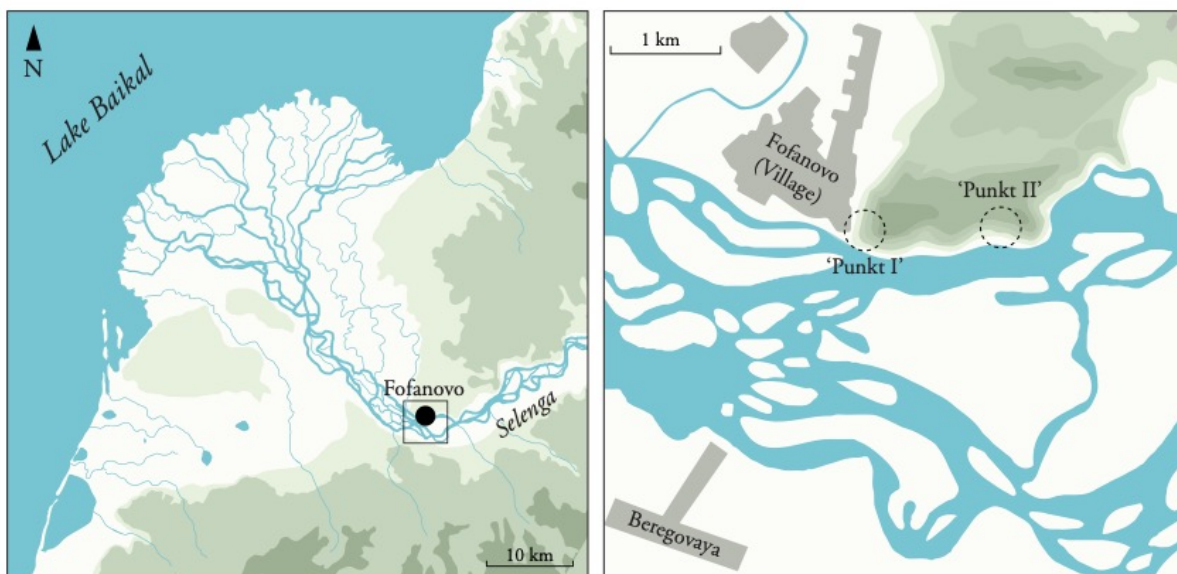 N
Lake Baikal
Fofanovo
Selenga
10 km
1 km
Fofanovo
(Village)
'Punkt II'
'Punkt I'
Beregovaya